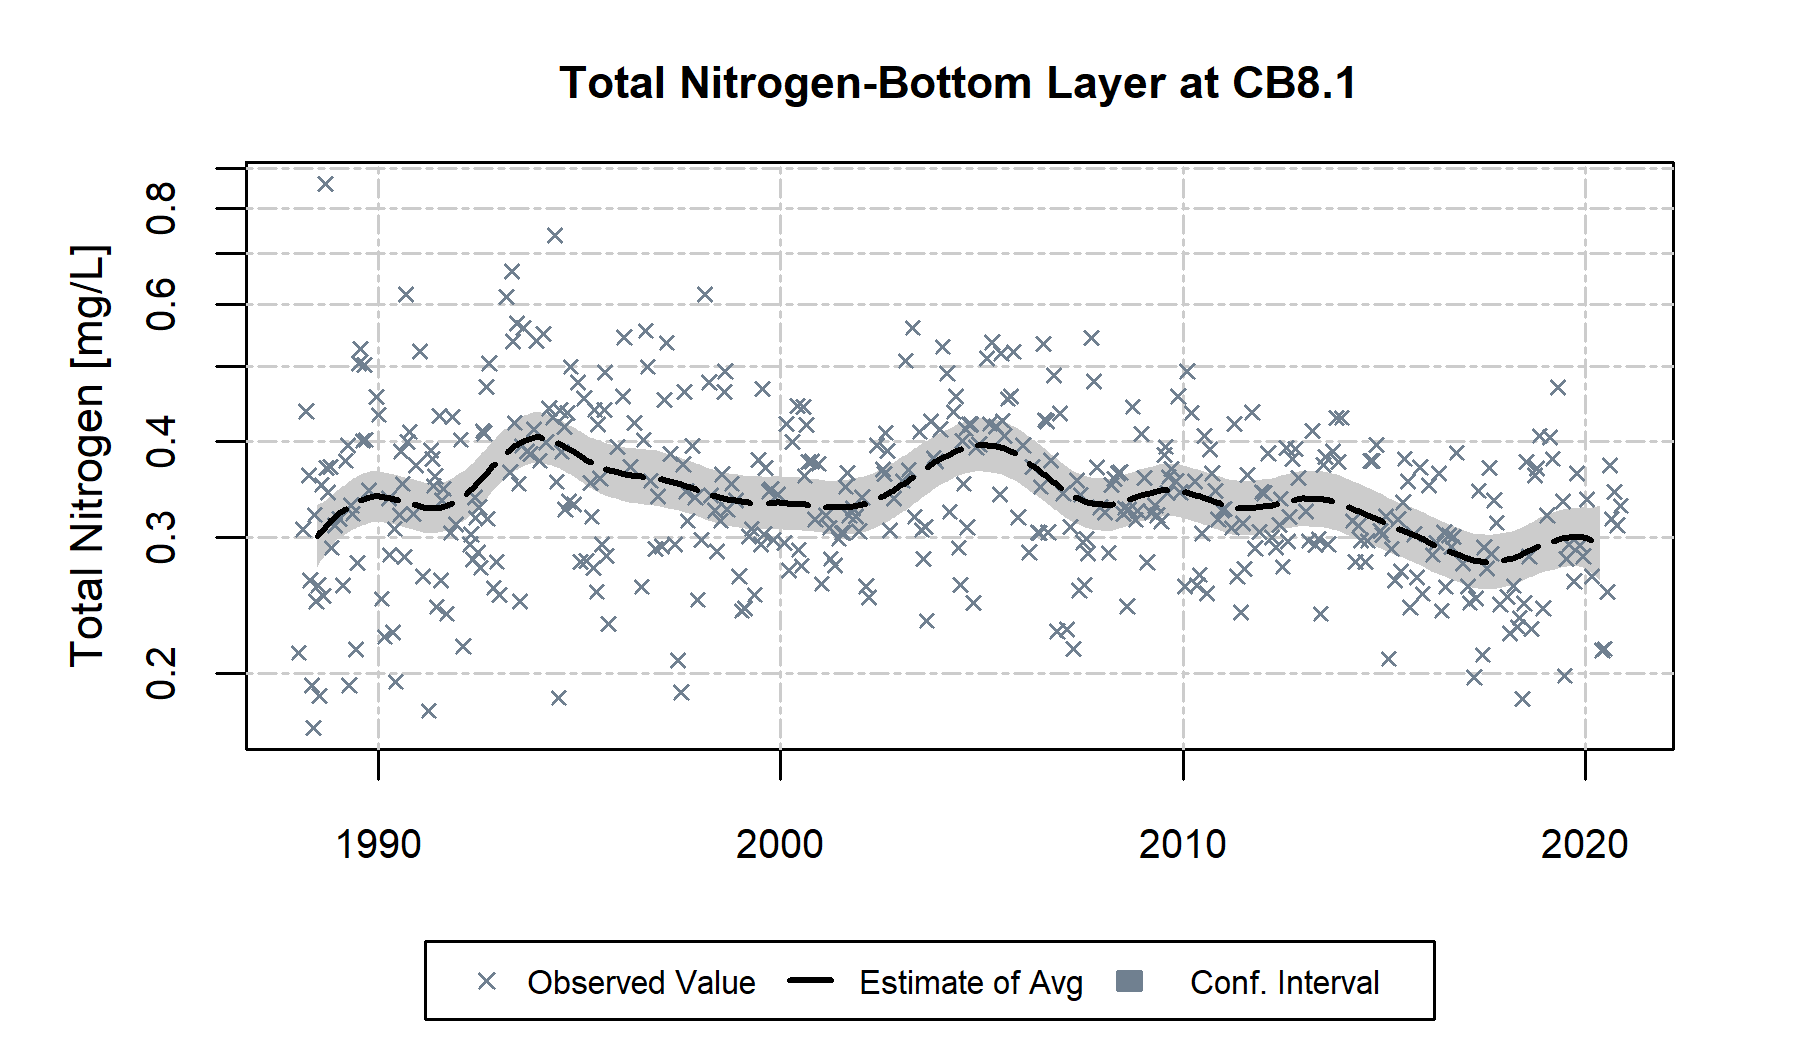 Total Nitrogen-Bottom Layer at CB8.1
Total Nitrogen [mg/L]
0.8
0.6
0.4
0.3
0.2
1990 2000 2010 2020
Observed Value Estimate of Avg Conf. Interval